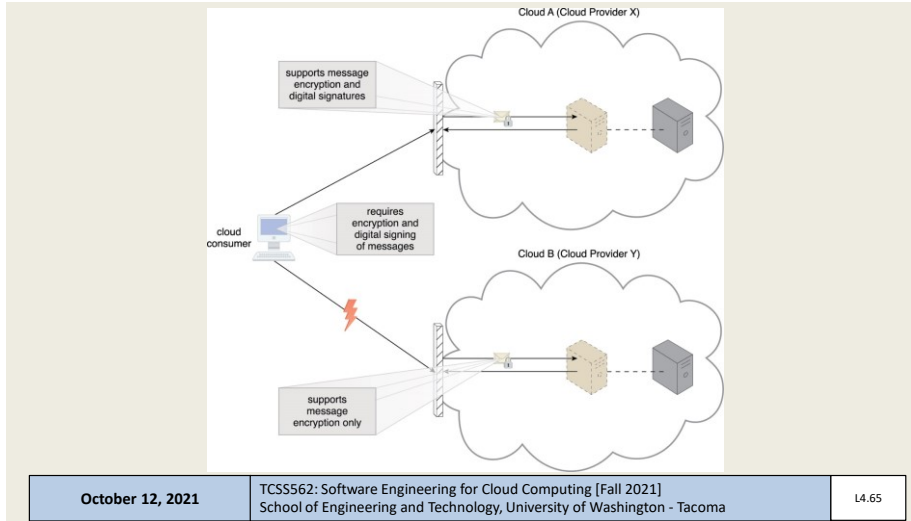 Cloud A (Cloud Provider X)
supports message
encryption and
digital signatures
requires
encryption and
digital signing
of messages
cloud
consumer
Cloud B (Cloud Provider Y)
supports
message
encryption only
October 12, 2021
TCSS562: Software Engineering for Cloud Computing [Fall 2021]
School of Engineering and Technology, University of Washington - Tacoma
L4.65